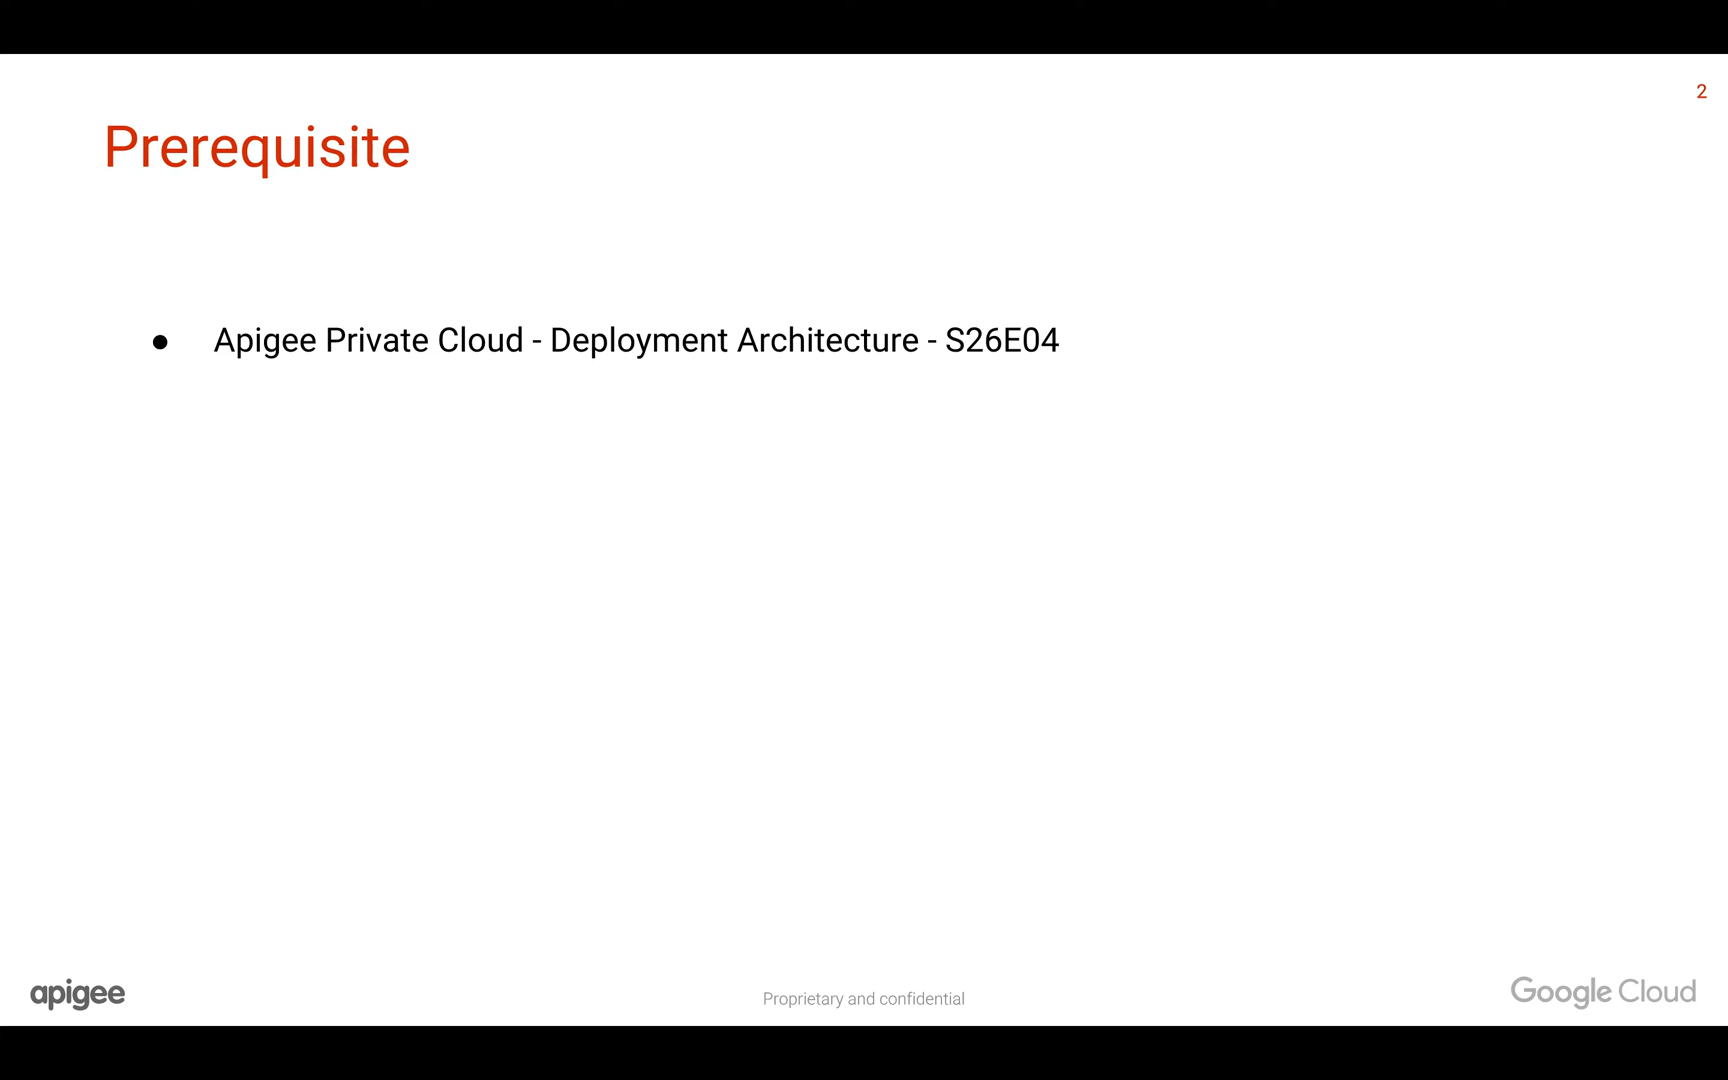 2
Prerequisite
● Apigee Private Cloud - Deployment Architecture - S26E04
apigee
Proprietary and confidential
Google Cloud